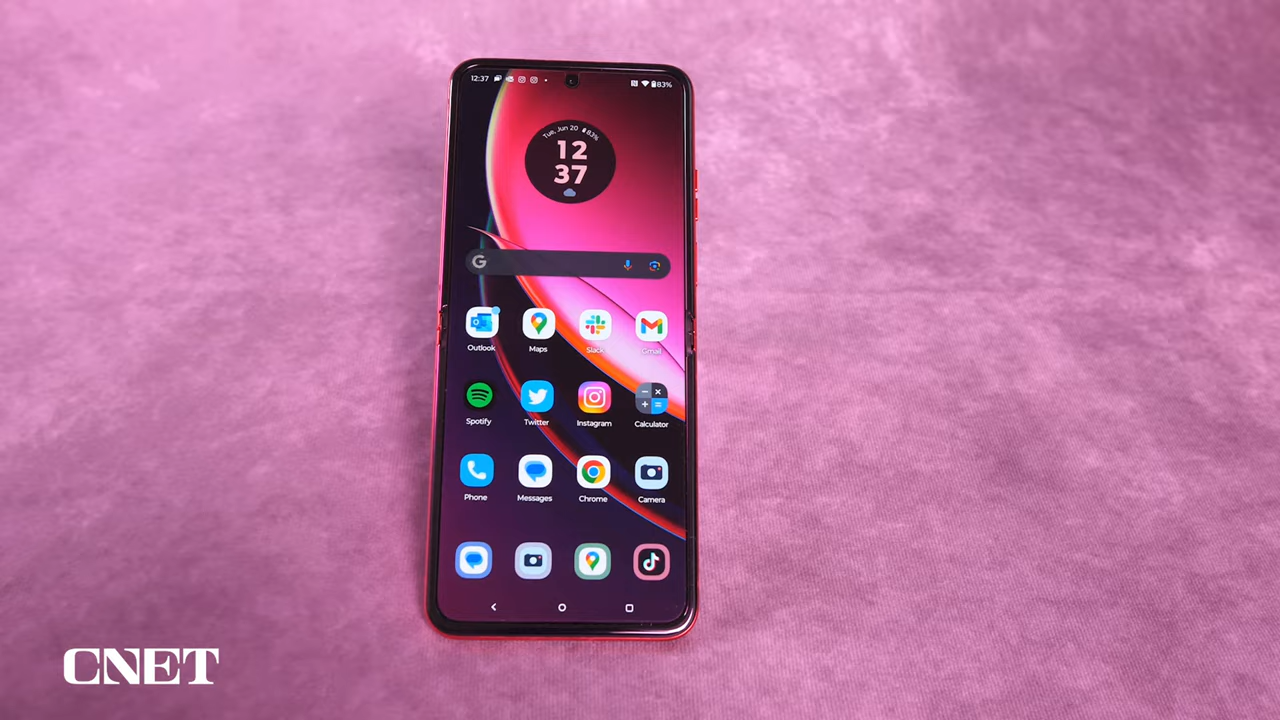 12:37
83%
Tue, Jun 20 83%
12
37
G
Outlook Maps Slack Gmail
Spotify Twitter Instagram Calculator
Phone Messages Chrome Camera
CNET